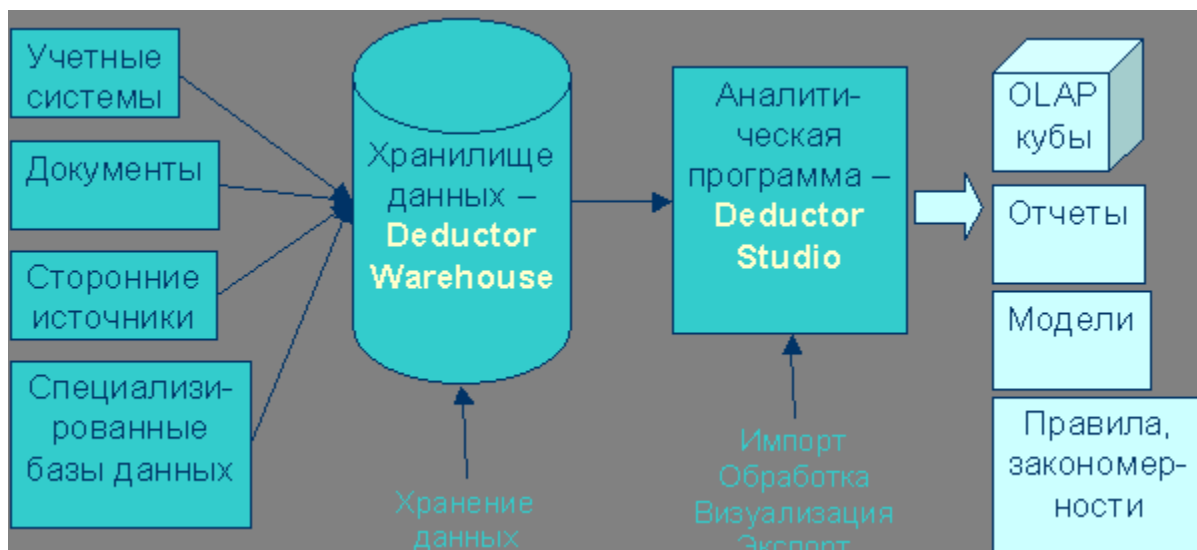 Учетные
системы
Документы
Сторонние
источники
Специализи-
рованные
базы данных
Хранилище
данных –
Deductor
Warehouse
Хранение
данных
Аналити-
ческая
программа –
Deductor
Studio
Импорт
Обработка
Визуализация
Экспорт
OLAP
кубы
Отчеты
Модели
Правила,
закономер-
ности